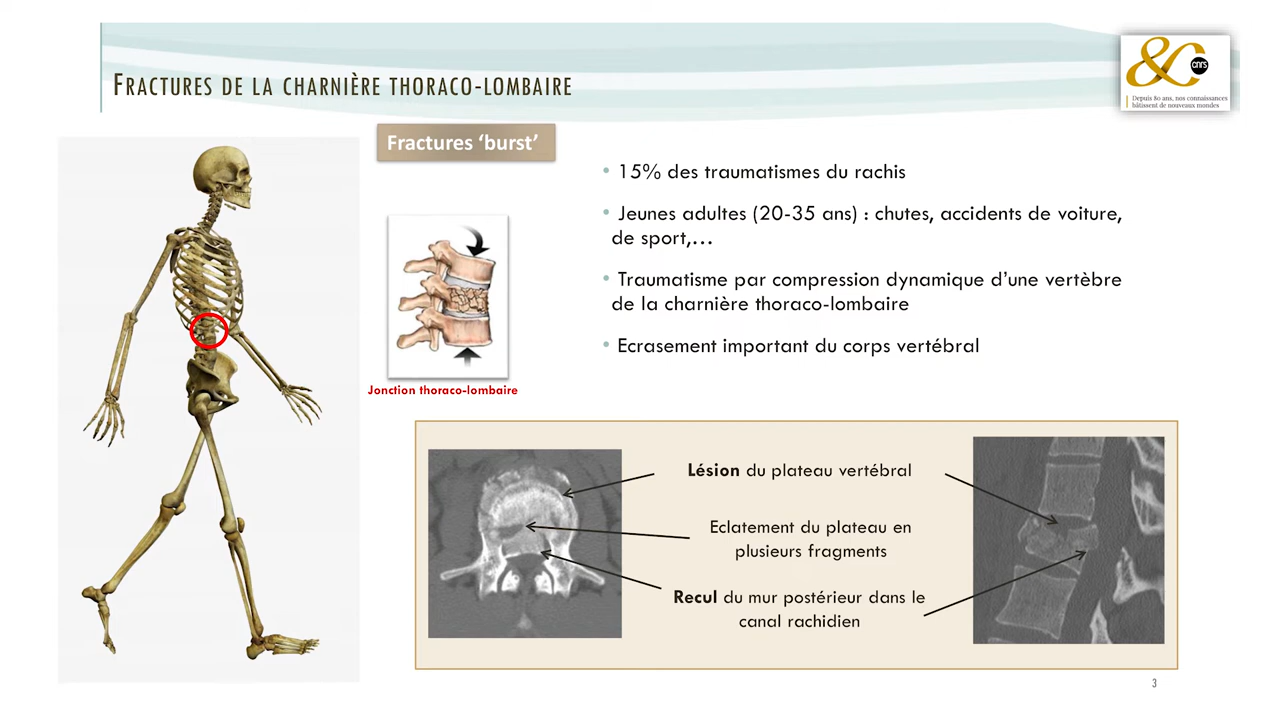 FRACTURES DE LA CHARNIÈRE THORACO-LOMBAIRE
&C
cnrs
Depuis 80 ans, nos connaissances
bâtissent de nouveaux mondes
Fractures ‘burst’
• 15% des traumatismes du rachis
• Jeunes adultes (20-35 ans) : chutes, accidents de voiture,
de sport,…
• Traumatisme par compression dynamique d’une vertèbre
de la charnière thoraco-lombaire
• Ecrasement important du corps vertébral
Jonction thoraco-lombaire
Lésion du plateau vertébral
Eclatement du plateau en
plusieurs fragments
Recul du mur postérieur dans le
canal rachidien
3